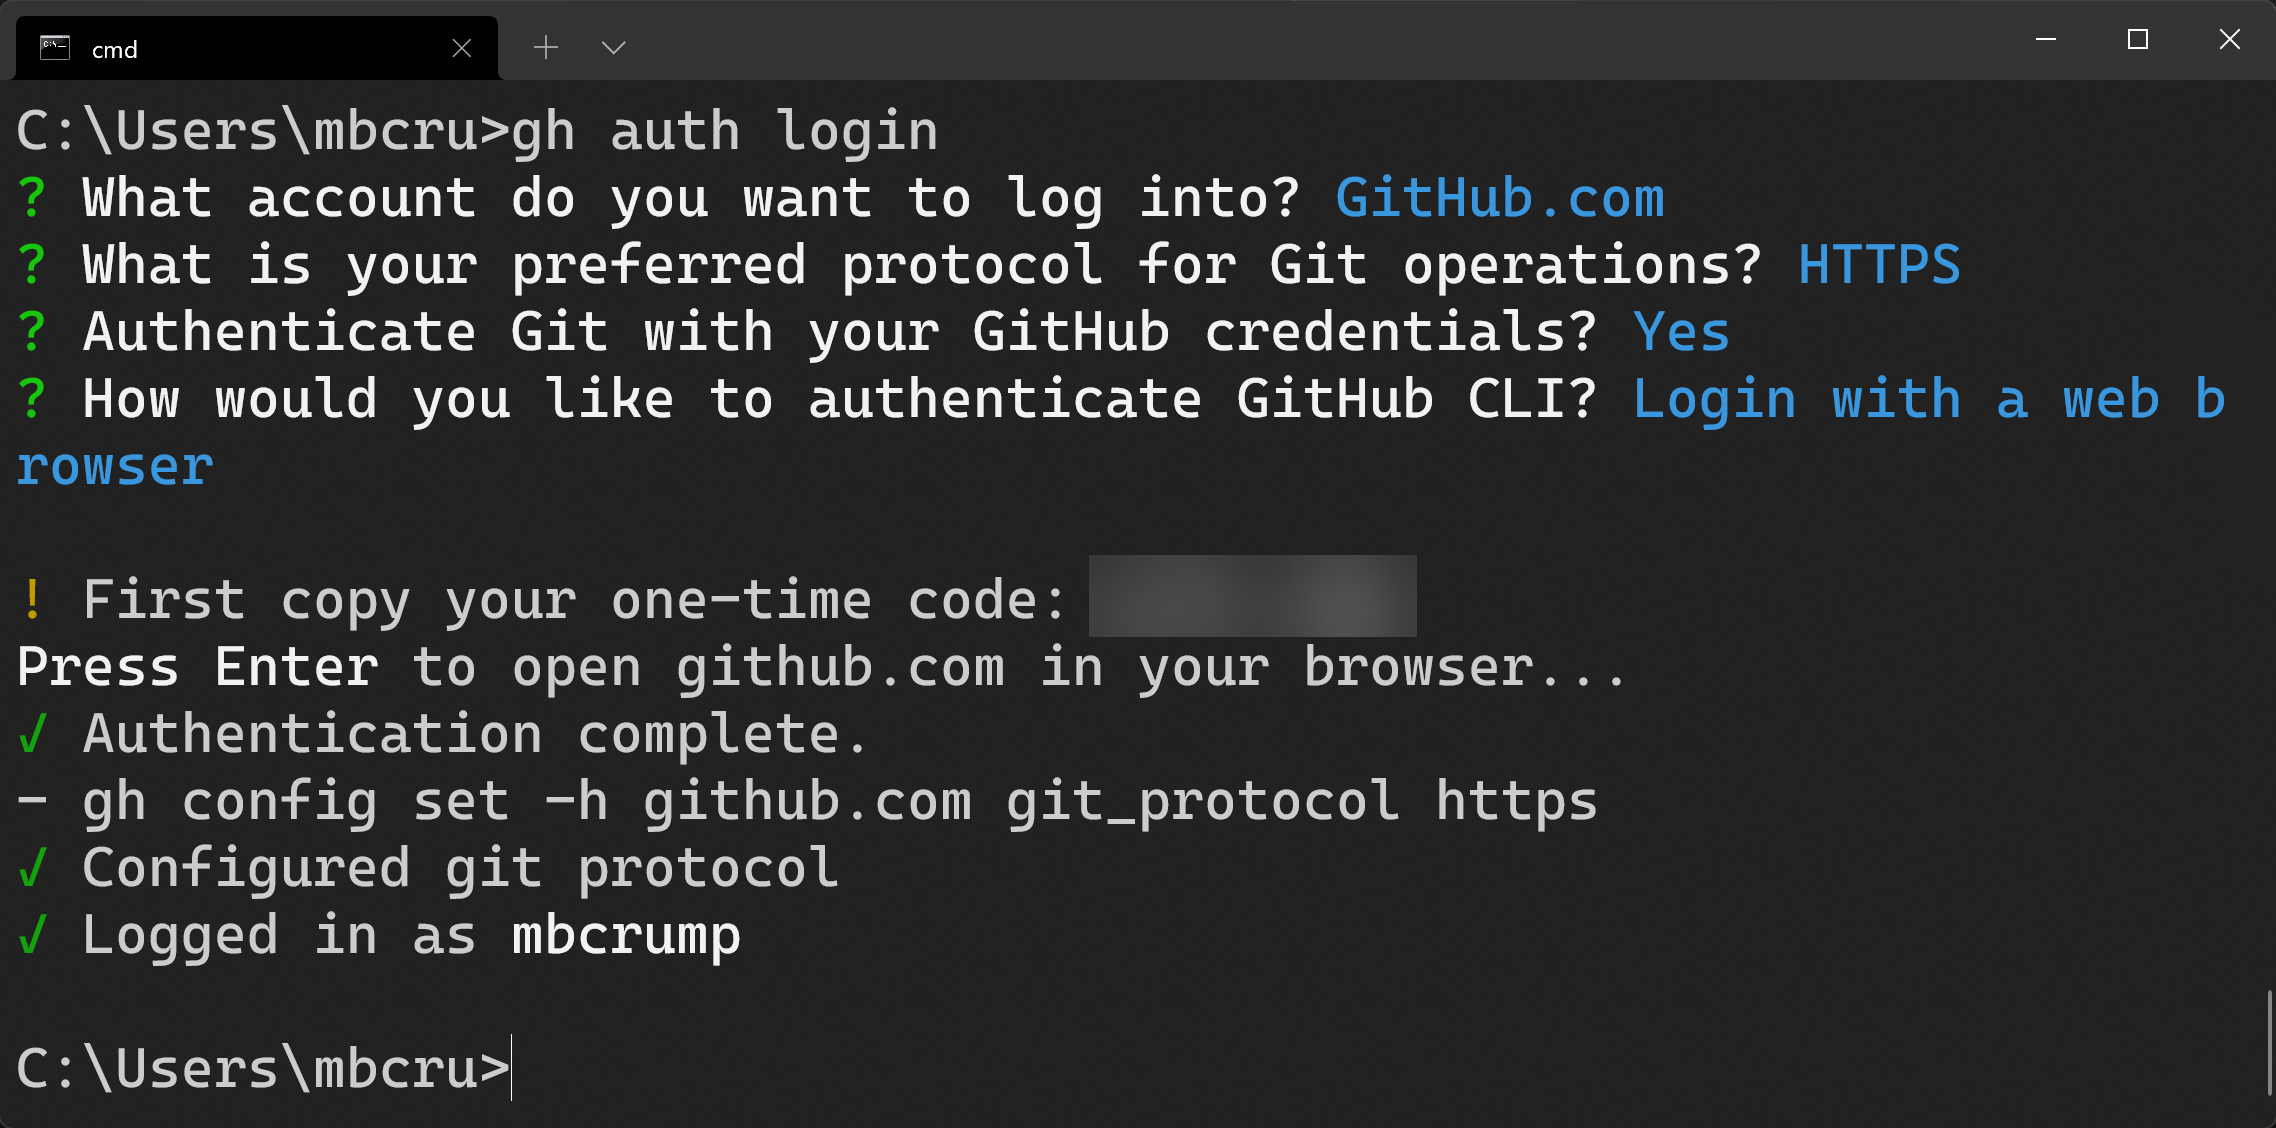 cmd
C:\Users\mbcru>gh auth login
? What account do you want to log into? GitHub.com
? What is your preferred protocol for Git operations? HTTPS
? Authenticate Git with your GitHub credentials? Yes
? How would you like to authenticate GitHub CLI? Login with a web b
rowser
! First copy your one-time code:
Press Enter to open github.com in your browser...
✓ Authentication complete.
- gh config set -h github.com git_protocol https
✓ Configured git protocol
✓ Logged in as mbcrump
C:\Users\mbcru>